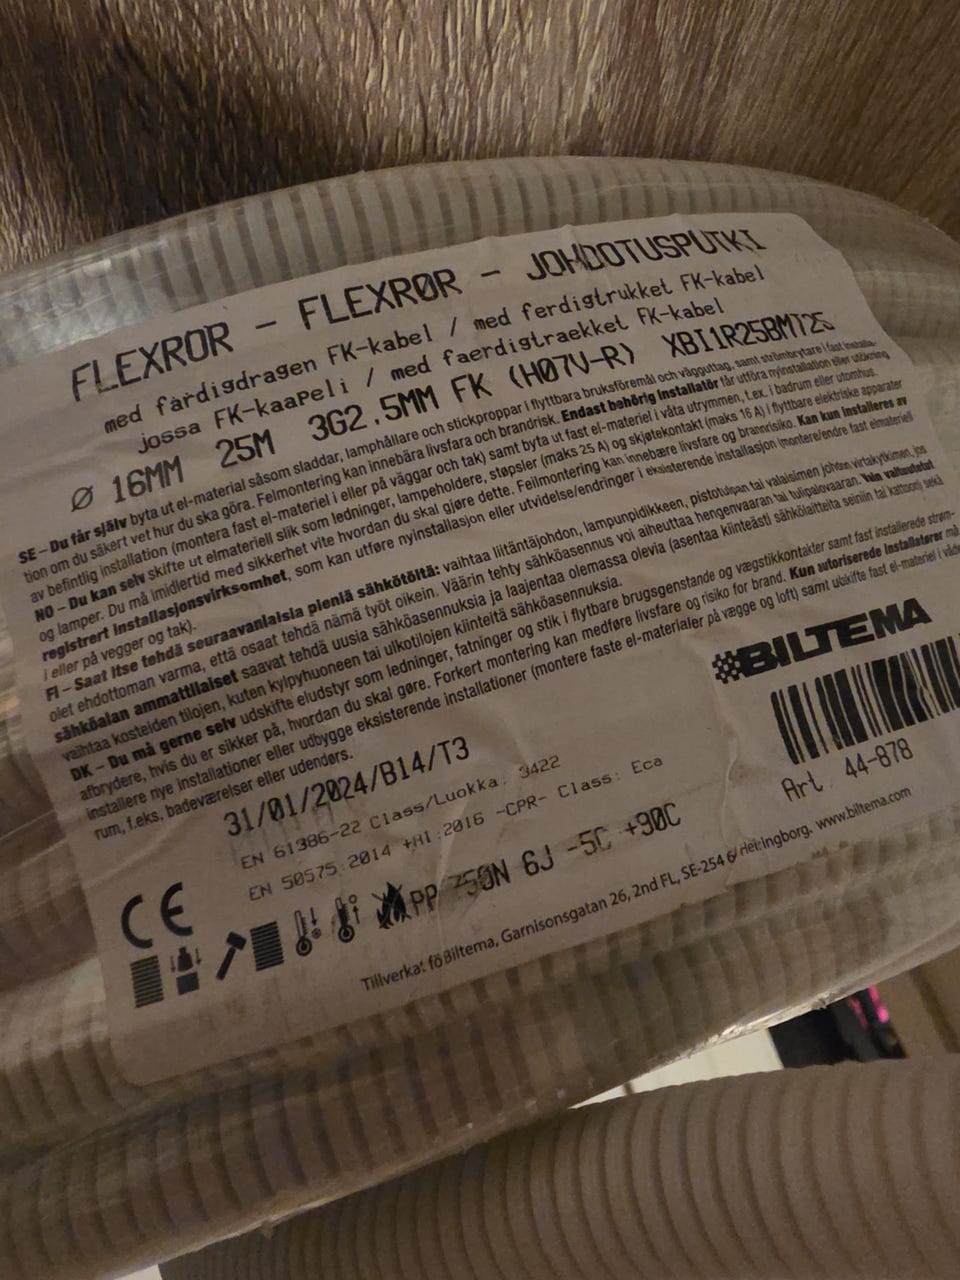 FLEXRÖR - FLEXRØR - JOHDOTUSPUTKI
med färdigdragen FK-kabel / med ferdigtrukket FK-kabel
jossa FK-kaapeli / med faerdigtraekket FK-kabel
Ø 16MM 25M 3G2.5MM FK (H07V-R) XBI1R25BMT25
SE – Du får själv byta ut el-material såsom sladdar, lamphållare och stickproppar i flyttbara bruksföremål och vägguttag, samt strömbrytare i fast installa-
tion om du säkert vet hur du ska göra. Felmontering kan innebära livsfara och brandrisk. Endast behörig installatör får utföra nyinstallation eller utökning
av befintlig installation (montera fast el-materiel i eller på väggar och tak) samt byta ut fast el-materiel i våta utrymmen, t.ex. i badrum eller utomhus.
NO – Du kan selv skifte ut elmateriell slik som ledninger, lampeholdere, støpsler (maks 25 A) og skjøtekontakt (maks 16 A) i flyttbare elektriske apparater
og lamper. Du må imidlertid med sikkerhet vite hvordan du skal gjøre dette. Feilmontering kan innebære livsfare og brannrisiko. Kan kun installeres av
registrert installasjonsvirksomhet, som kan utføre nyinstallasjon eller utvidelse/endringer i eksisterende installasjon (montere/endre fast elmateriell
i eller på vegger og tak).
FI – Saat itse tehdä seuraavanlaisia pieniä sähkötöitä: vaihtaa liitäntäjohdon, lampunpidikkeen, pistotulpan tai valaisimen johdon virtakytkimen, jos
olet ehdottoman varma, että osaat tehdä nämä työt oikein. Väärin tehty sähköasennus voi aiheuttaa hengenvaaran tai tulipalovaaran. Vain valtuutetut
sähköalan ammattilaiset saavat tehdä uusia sähköasennuksia ja laajentaa olemassa olevia (asentaa kiinteästi sähkölaitteita seiniin tai kattoon) sekä
vaihtaa kosteiden tilojen, kuten kylpyhuoneen tai ulkotilojen kiinteitä sähköasennuksia.
DK – Du må gerne selv udskifte eludstyr som ledninger, fatninger og stik i flytbare brugsgenstande og vægstikkontakter samt fast installerede strøm-
afbrydere, hvis du er sikker på, hvordan du skal gøre. Forkert montering kan medføre livsfare og risiko for brand. Kun autoriserede installatører må
installere nye installationer eller udbygge eksisterende installationer (montere faste el-materialer på vægge og loft) samt udskifte fast el-materiel i våde
rum, f.eks. badeværelser eller udendørs.
BILTEMA
31/01/2024/B14/T3
EN 61386-22 Class/Luokka: 3422
EN 50575:2014 +A1:2016 -CPR- Class: Eca
Art 44-878
CE
PP 750N 6J -5C +90C
Tillverkat för Biltema, Garnisonsgatan 26, 2nd FL, SE-254 6 Helsingborg. www.biltema.com